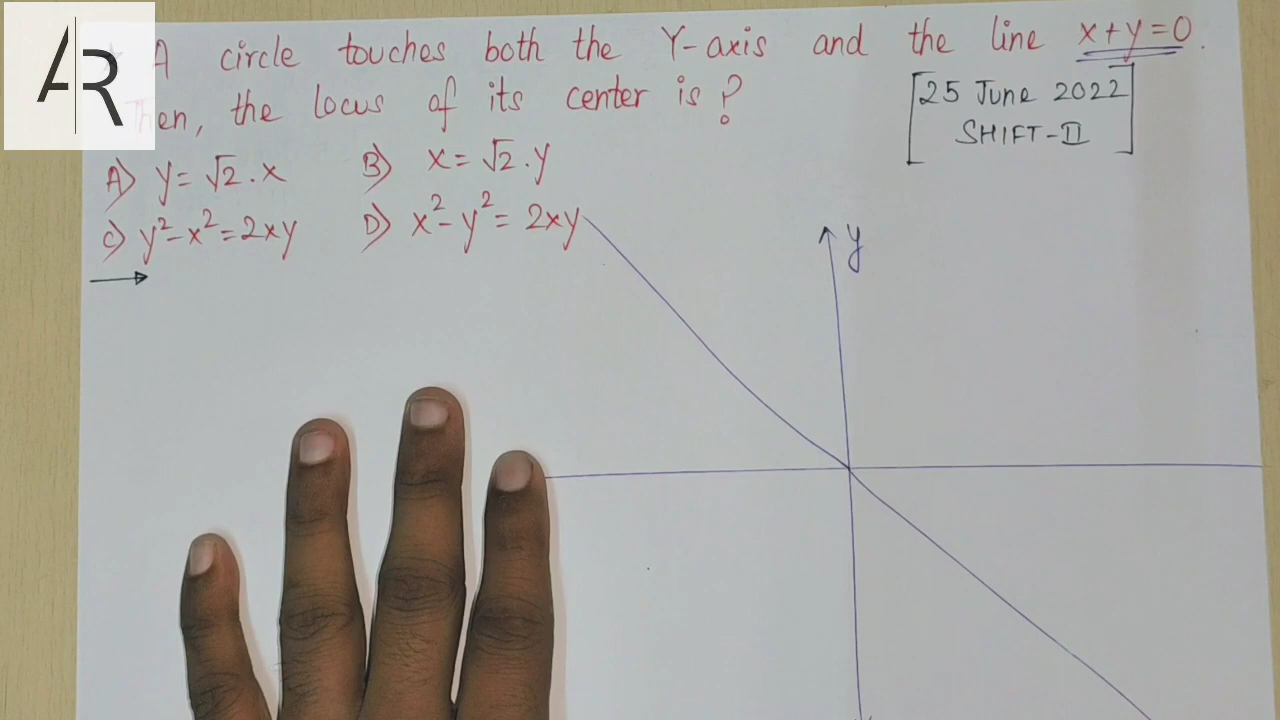 AR
A circle touches both the Y-axis and the line x+y=0.
Then, the locus of its center is?
[25 June 2022
SHIFT-II]
A) y=√2.x B) x=√2.y
C) y²-x²=2xy D) x²-y²=2xy
y